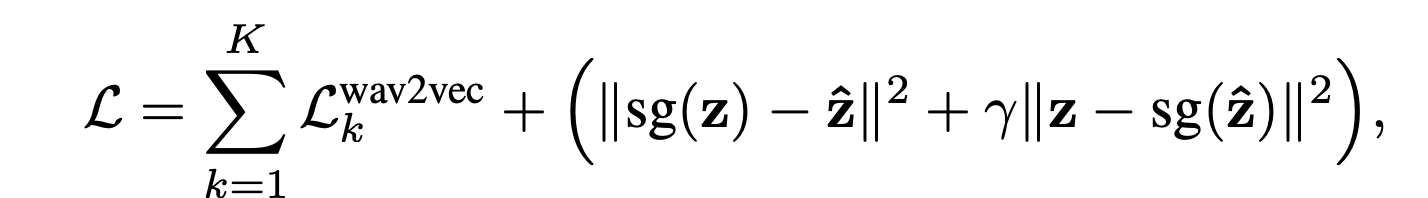 ℒ = ∑_{k=1}^{K} ℒ_k^{wav2vec} + (‖sg(𝐳) − 𝐳̂‖² + γ‖𝐳 − sg(𝐳̂)‖²),